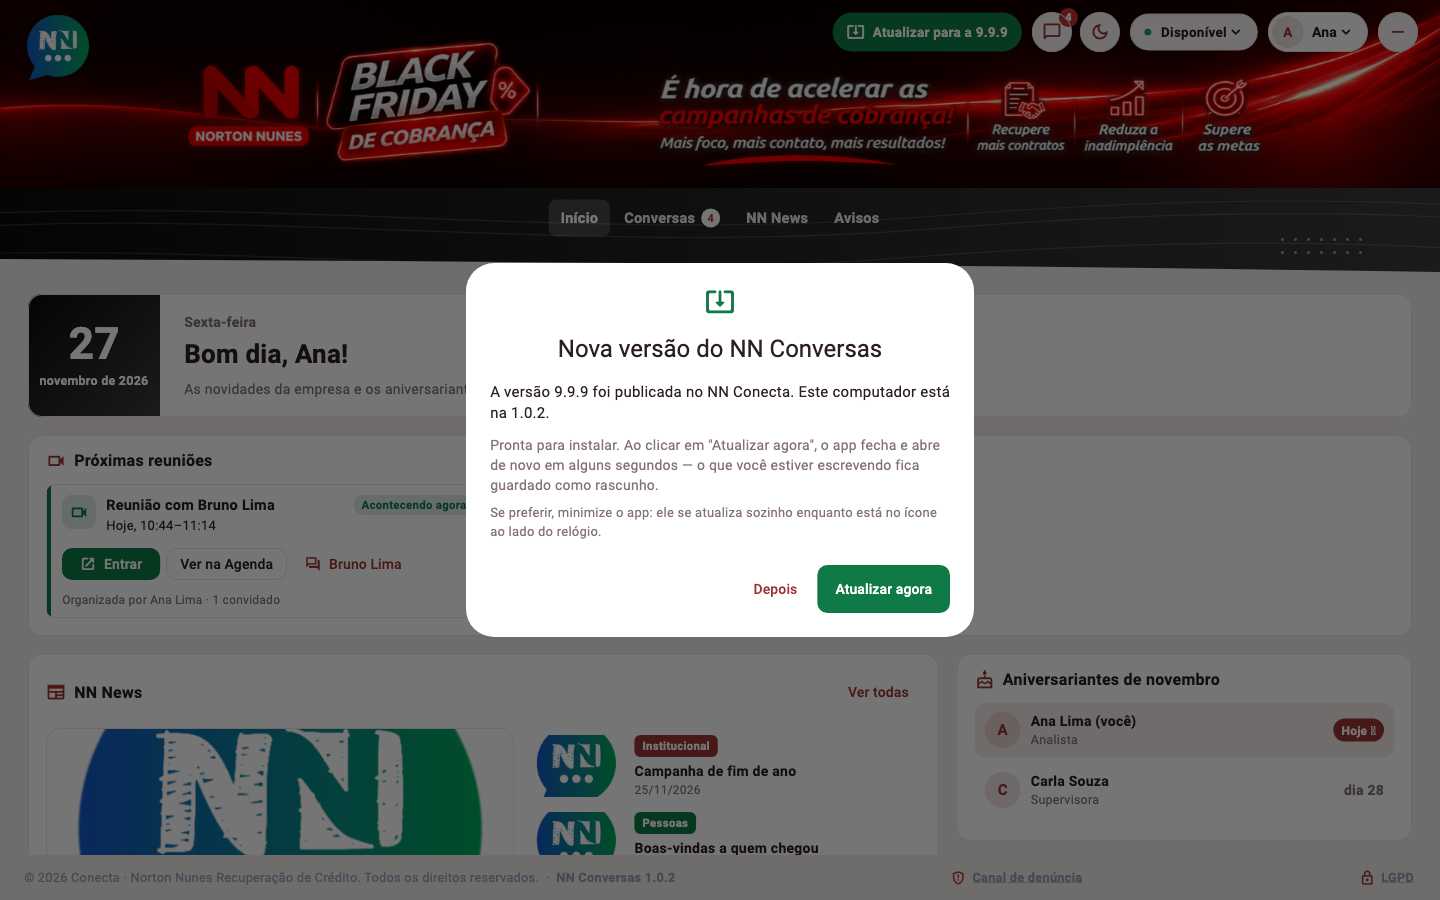 NN
Atualizar para a 9.9.9
4
Disponível
A
Ana
NN
NORTON NUNES
BLACK
FRIDAY
%
DE COBRANÇA
É hora de acelerar as
campanhas de cobrança!
Mais foco, mais contato, mais resultados!
Recupere
mais contratos
Reduza a
inadimplência
Supere
as metas
Início
Conversas 4
NN News
Avisos
27
novembro de 2026
Sexta-feira
Bom dia, Ana!
As novidades da empresa e os aniversariant
Nova versão do NN Conversas
A versão 9.9.9 foi publicada no NN Conecta. Este computador está
na 1.0.2.
Pronta para instalar. Ao clicar em "Atualizar agora", o app fecha e abre
de novo em alguns segundos — o que você estiver escrevendo fica
guardado como rascunho.
Se preferir, minimize o app: ele se atualiza sozinho enquanto está no ícone
ao lado do relógio.
Depois
Atualizar agora
Próximas reuniões
Reunião com Bruno Lima
Acontecendo agora
Hoje, 10:44–11:14
Entrar
Ver na Agenda
Bruno Lima
Organizada por Ana Lima · 1 convidado
NN News
Ver todas
NN
NN
Institucional
Campanha de fim de ano
25/11/2026
NN
Pessoas
Boas-vindas a quem chegou
Aniversariantes de novembro
A
Ana Lima (você)
Analista
Hoje
C
Carla Souza
Supervisora
dia 28
© 2026 Conecta · Norton Nunes Recuperação de Crédito. Todos os direitos reservados. · NN Conversas 1.0.2
Canal de denúncia
LGPD